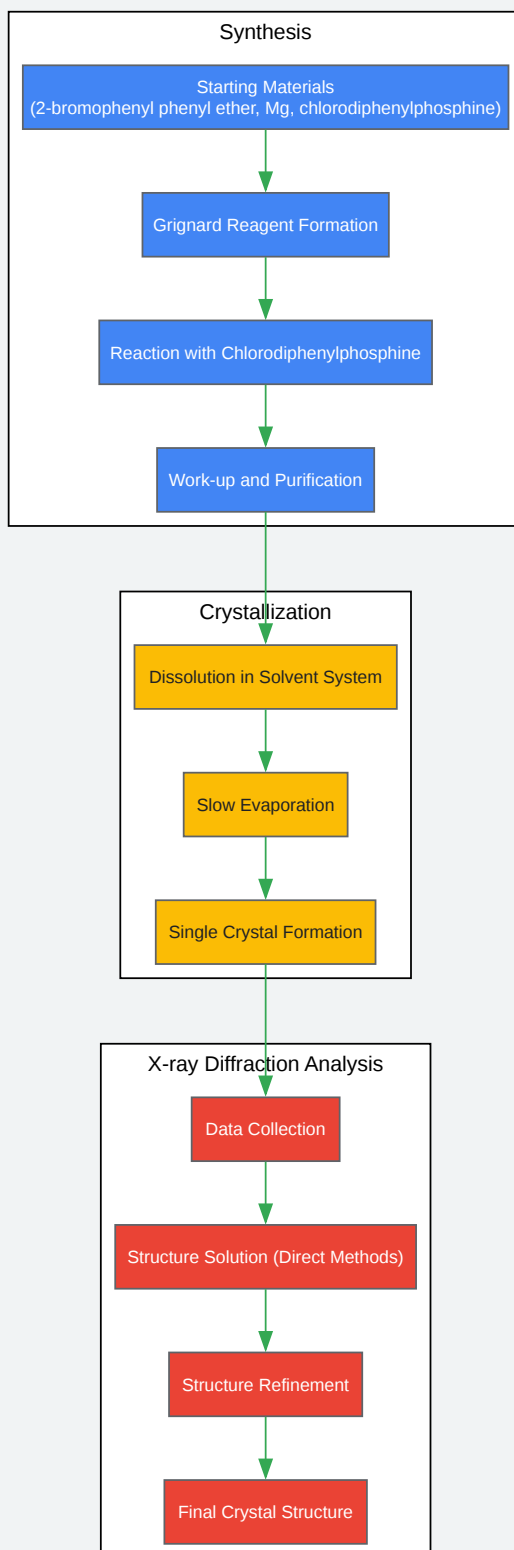 Synthesis
Starting Materials
(2-bromophenyl phenyl ether, Mg, chlorodiphenylphosphine)
Grignard Reagent Formation
Reaction with Chlorodiphenylphosphine
Work-up and Purification
Crystallization
Dissolution in Solvent System
Slow Evaporation
Single Crystal Formation
X-ray Diffraction Analysis
Data Collection
Structure Solution (Direct Methods)
Structure Refinement
Final Crystal Structure